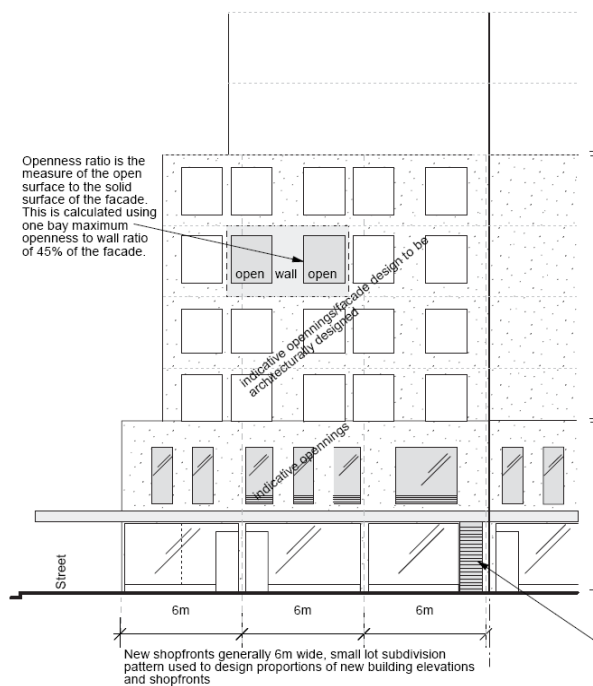 Openness ratio is the
measure of the open
surface to the solid
surface of the facade.
This is calculated using
one bay maximum
openness to wall ratio
of 45% of the facade.
open wall open
indicative opennings/facade design to be
architecturally designed
indicative opennings
Street
6m 6m 6m
New shopfronts generally 6m wide, small lot subdivision
pattern used to design proportions of new building elevations
and shopfronts